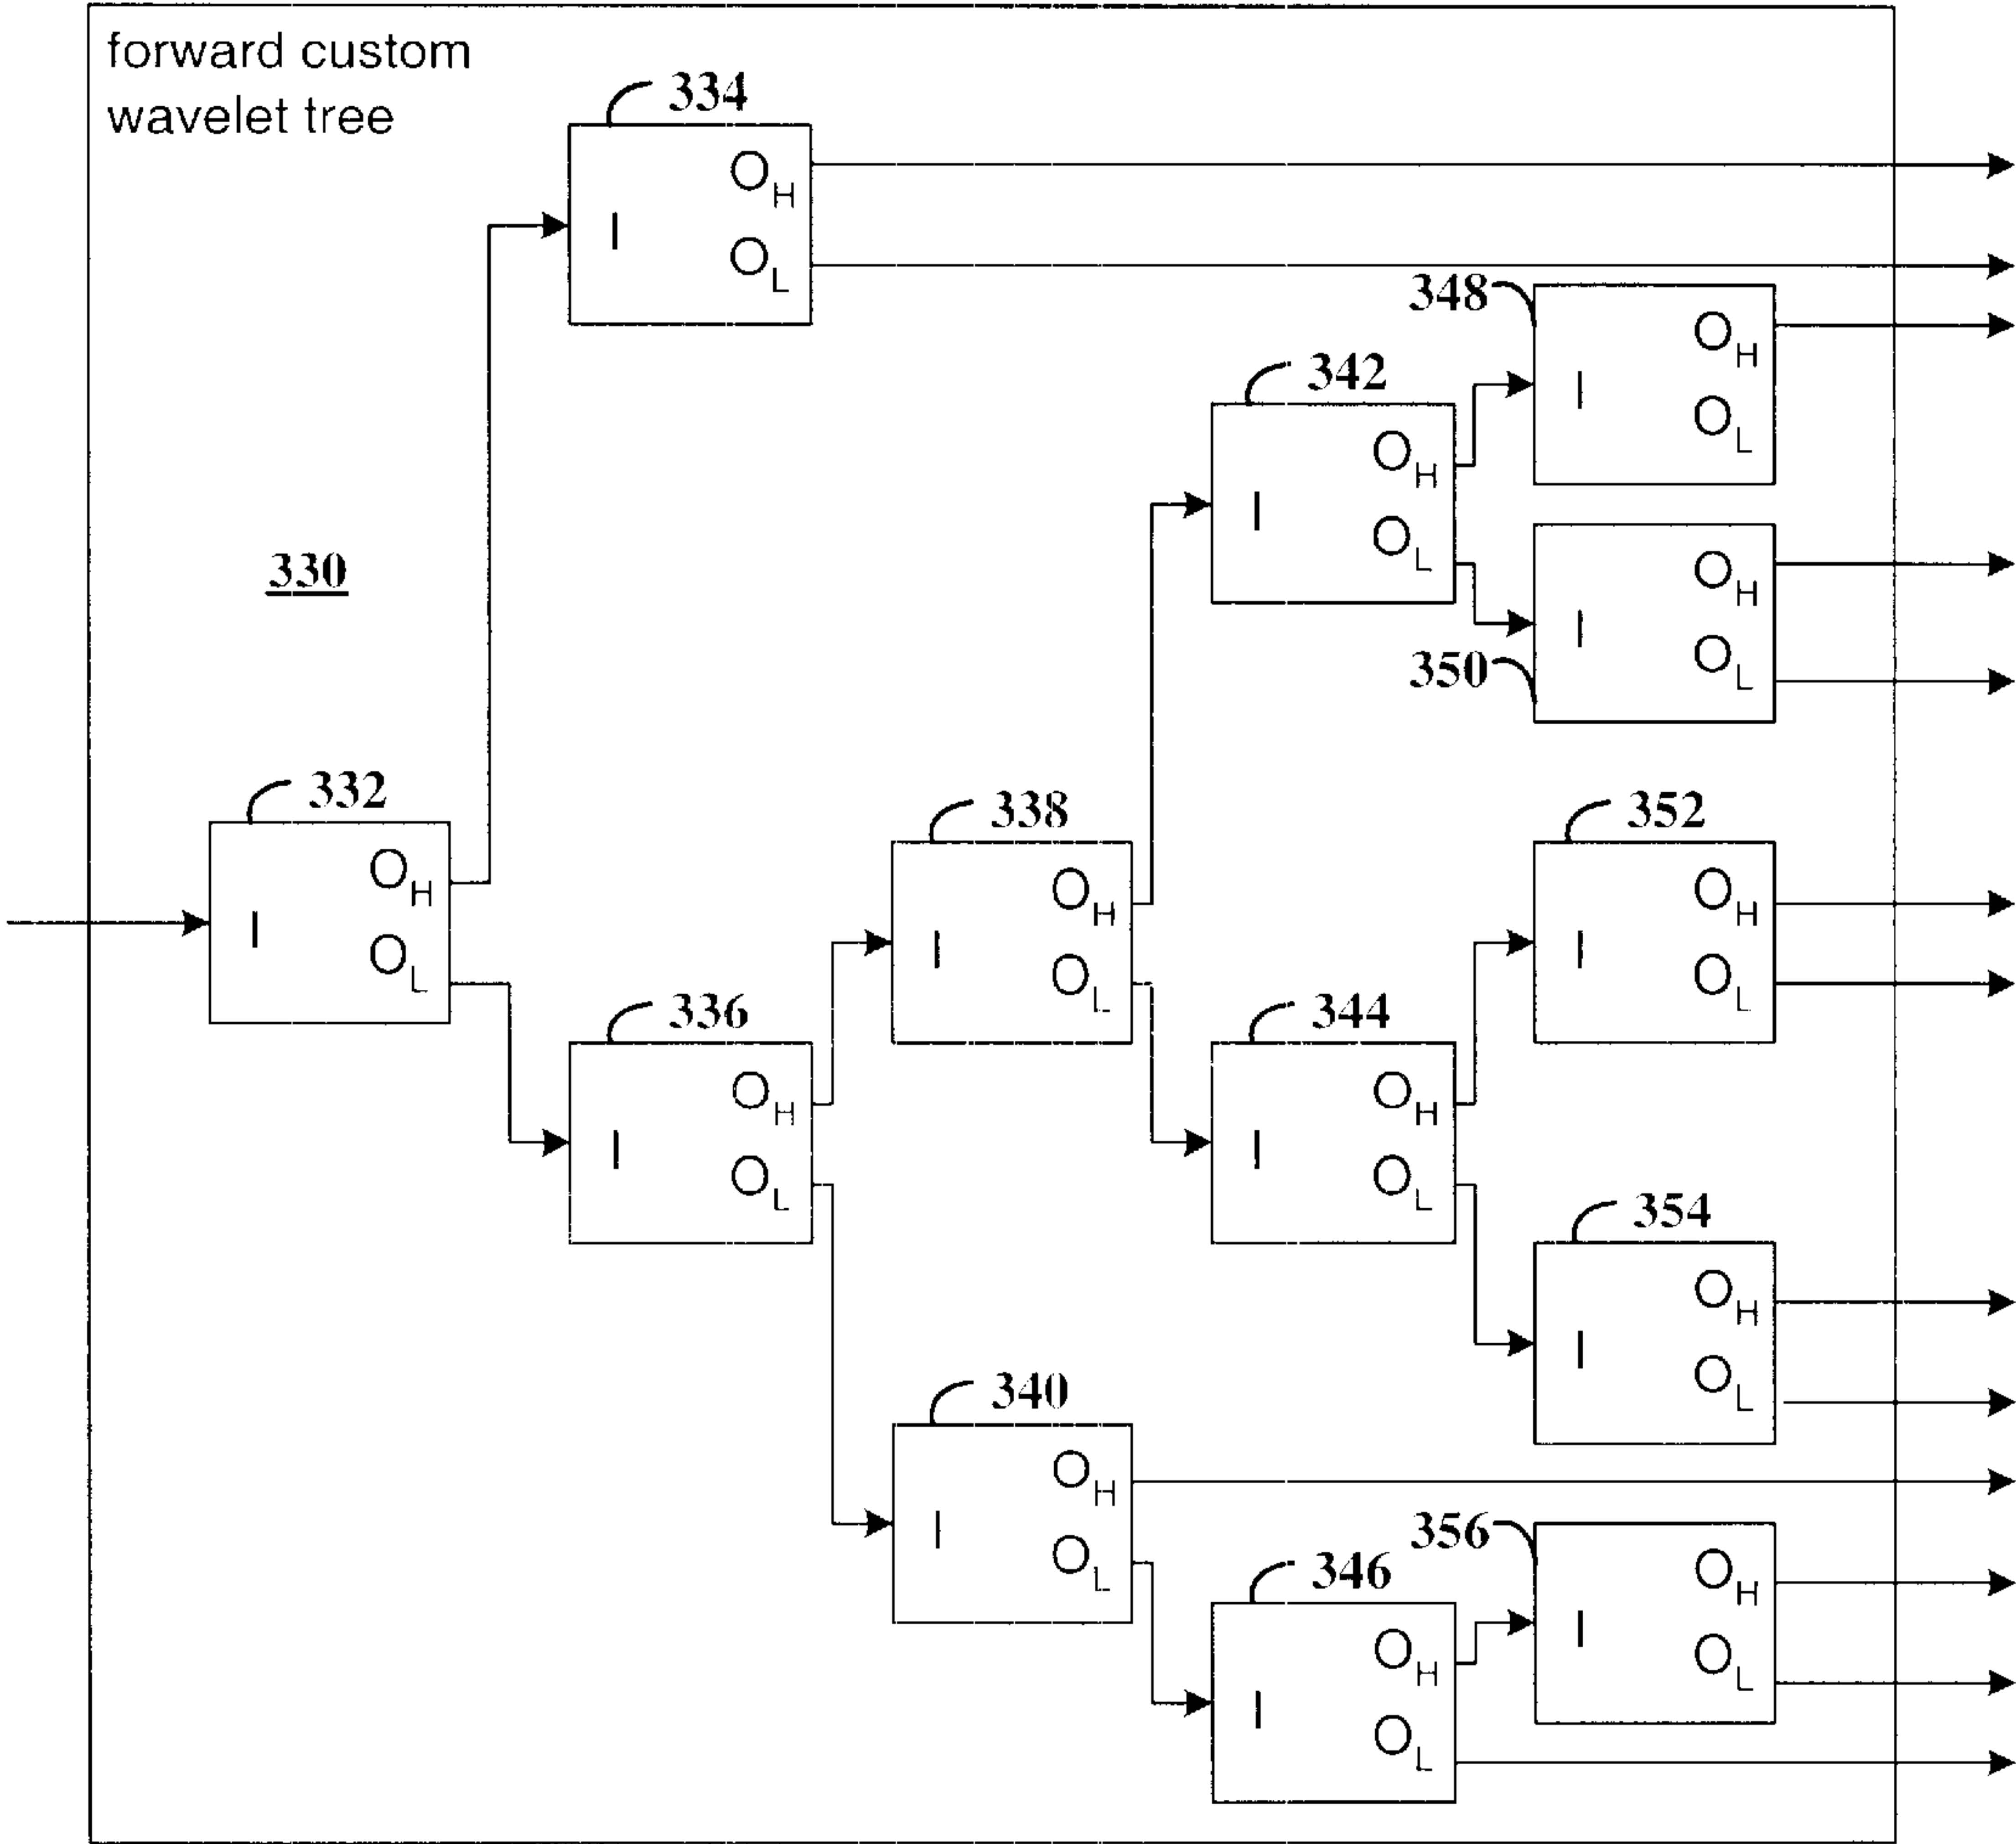 forward custom
wavelet tree
334
O_H
I
O_L
348
O_H
I
O_L
342
O_H
I
O_L
330
O_H
I
O_L
350
332
O_H
I
O_L
338
O_H
I
O_L
352
O_H
I
O_L
336
O_H
I
O_L
344
O_H
I
O_L
354
O_H
I
O_L
340
O_H
I
O_L
356
O_H
I
O_L
346
O_H
I
O_L